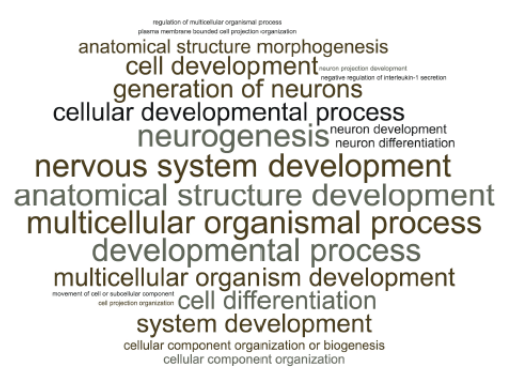 regulation of multicellular organismal process
plasma membrane bounded cell projection organization
anatomical structure morphogenesis
cell development
neuron projection development
negative regulation of interleukin-1 secretion
generation of neurons
cellular developmental process
neurogenesis
neuron development
neuron differentiation
nervous system development
anatomical structure development
multicellular organismal process
developmental process
multicellular organism development
movement of cell or subcellular component
cell projection organization
cell differentiation
system development
cellular component organization or biogenesis
cellular component organization